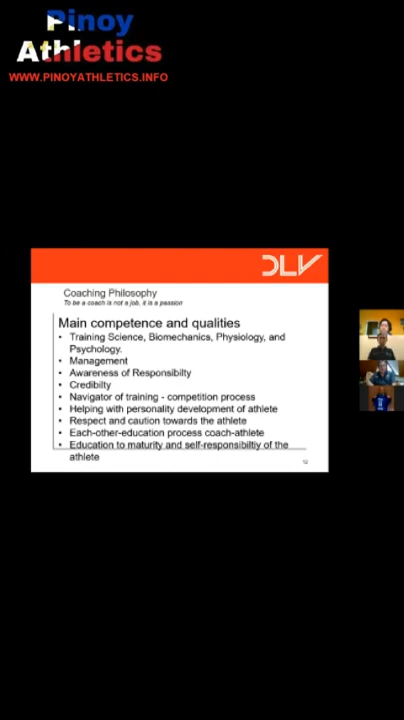 Pinoy
Athletics
WWW.PINOYATHLETICS.INFO
DLV
Coaching Philosophy
To be a coach is not a job, it is a passion
Main competence and qualities
• Training Science, Biomechanics, Physiology, and
Psychology.
• Management
• Awareness of Responsibilty
• Credibilty
• Navigator of training - competition process
• Helping with personality development of athlete
• Respect and caution towards the athlete
• Each-other-education process coach-athlete
• Education to maturity and self-responsibiltiy of the
athlete
12